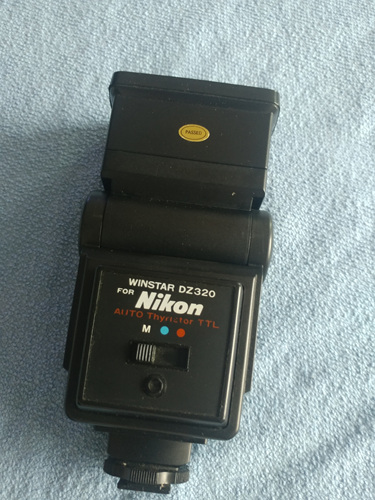 PASSED
WINSTAR DZ320
FOR Nikon
AUTO Thyristor TTL
M